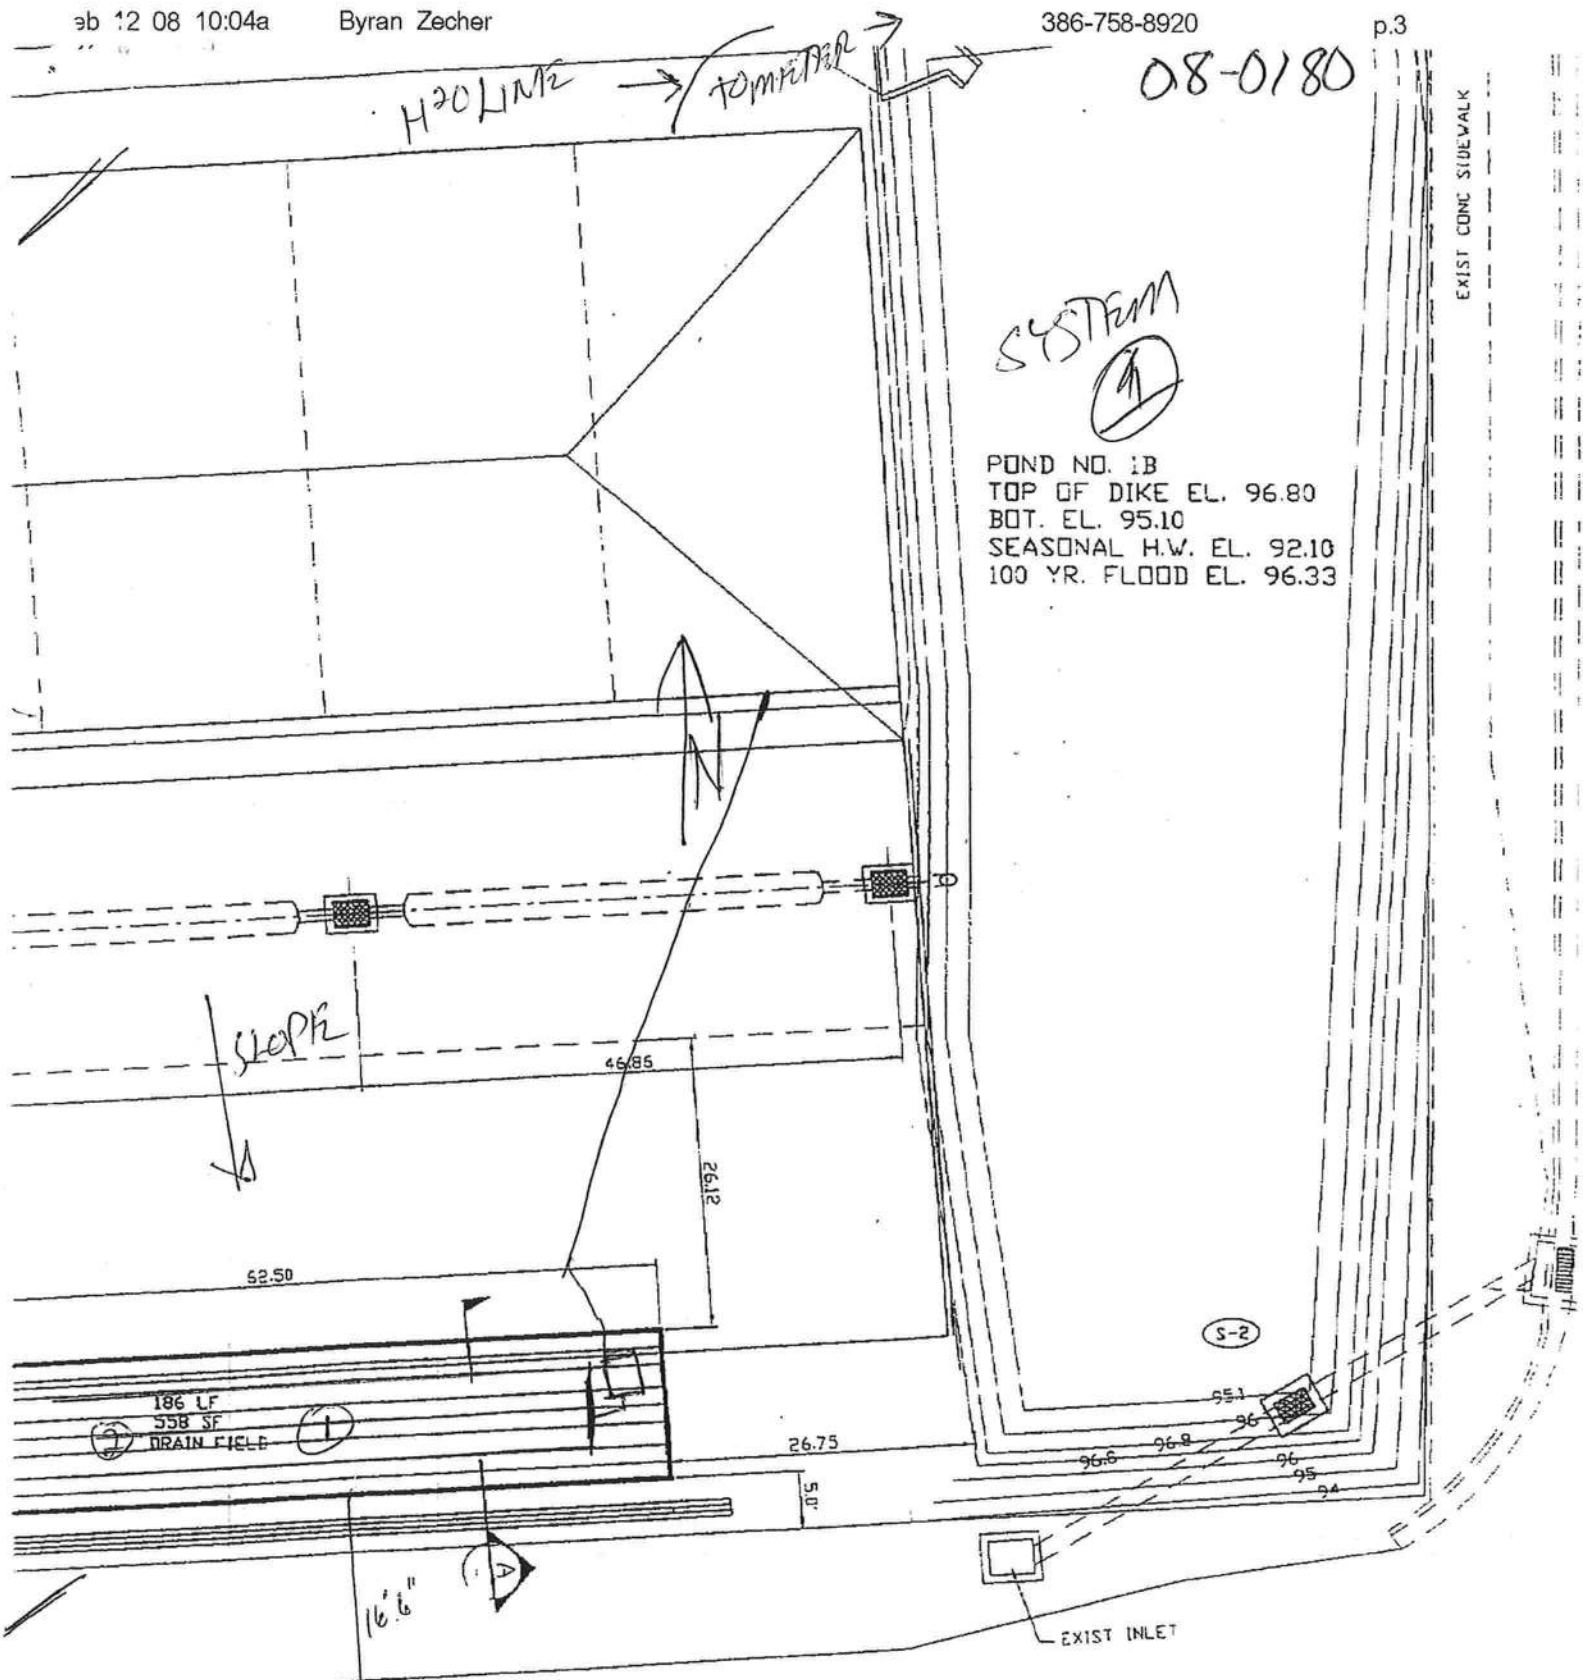 eb 12 08 10:04a Byran Zecher 386-758-8920 p.3
H20 LINE → TO METER
08-0180
EXIST CONC SIDEWALK
SYSTEM
1
POND NO. 1B
TOP OF DIKE EL. 96.80
BOT. EL. 95.10
SEASONAL H.W. EL. 92.10
100 YR. FLOOD EL. 96.33
N
SLOPE
46.85
26.12
62.50
S-2
186 LF
558 SF
DRAIN FIELD
2
1
95.1
96
96.8
96.6
96
95
94
26.75
5.0'
A
16'6"
EXIST INLET